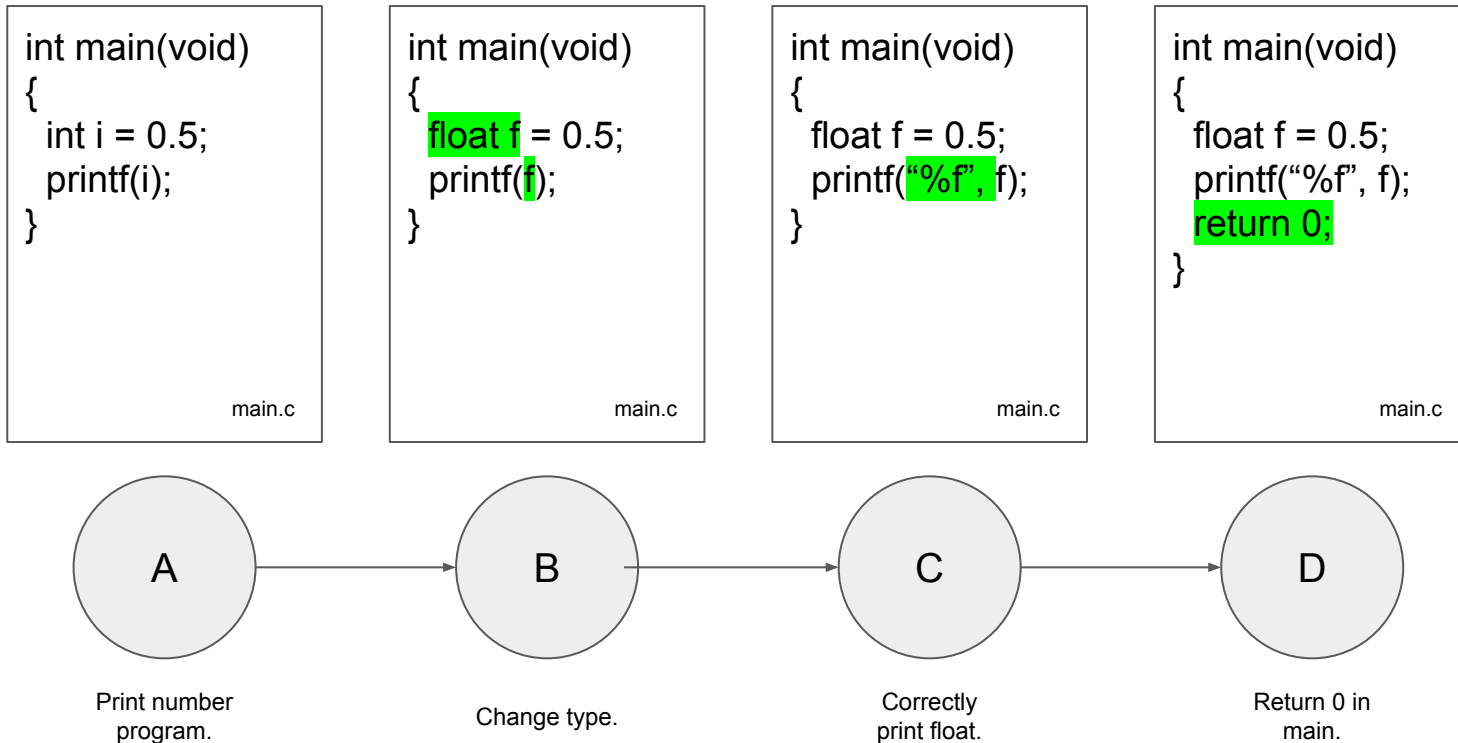 int main(void)
{
int i = 0.5;
printf(i);
}
main.c
int main(void)
{
float f = 0.5;
printf(f);
}
main.c
int main(void)
{
float f = 0.5;
printf(“%f”, f);
}
main.c
int main(void)
{
float f = 0.5;
printf(“%f”, f);
return 0;
}
main.c
A
B
C
D
Print number
program.
Change type.
Correctly
print float.
Return 0 in
main.